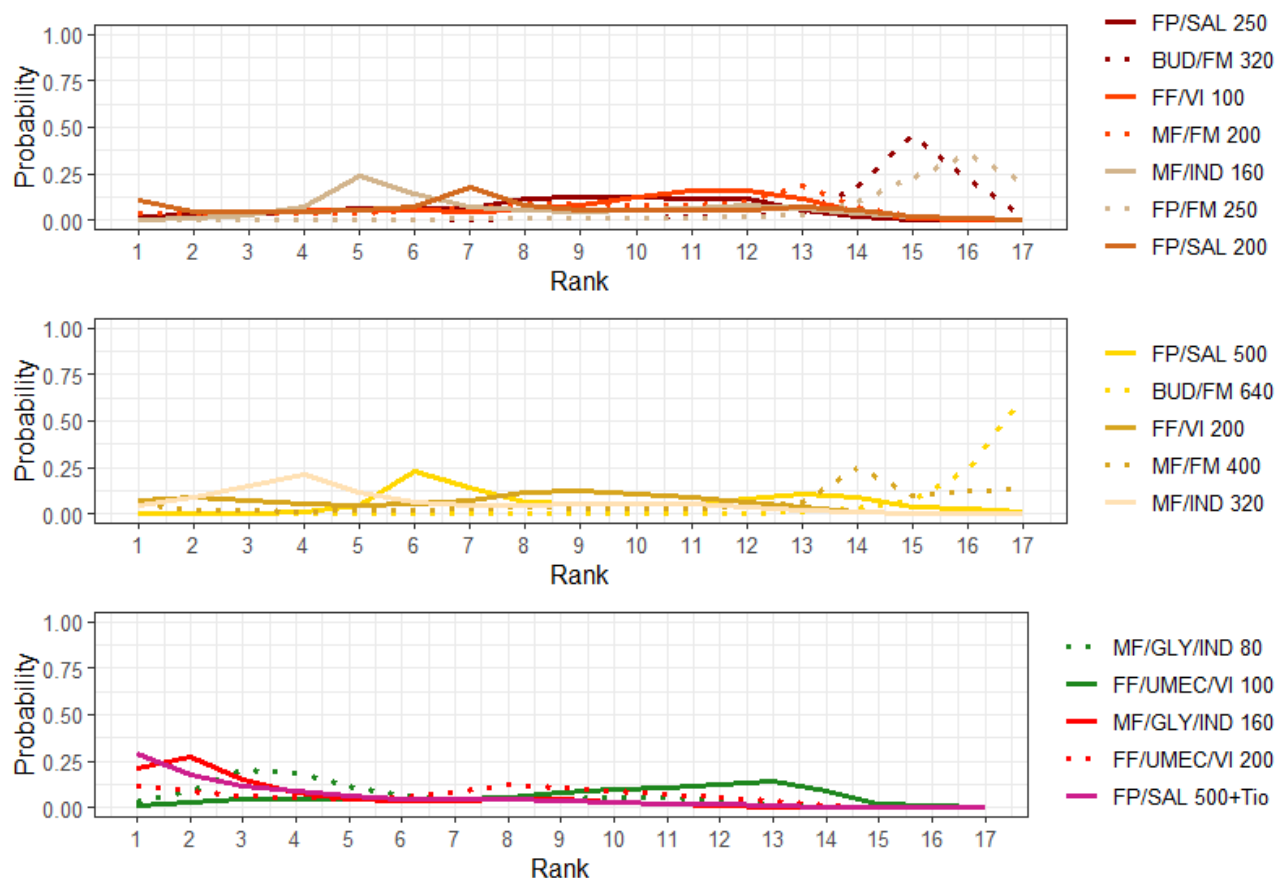 1.00
0.75
0.50
0.25
0.00
Probability
1 2 3 4 5 6 7 8 9 10 11 12 13 14 15 16 17
Rank
FP/SAL 250
BUD/FM 320
FF/VI 100
MF/FM 200
MF/IND 160
FP/FM 250
FP/SAL 200
1.00
0.75
0.50
0.25
0.00
Probability
1 2 3 4 5 6 7 8 9 10 11 12 13 14 15 16 17
Rank
FP/SAL 500
BUD/FM 640
FF/VI 200
MF/FM 400
MF/IND 320
1.00
0.75
0.50
0.25
0.00
Probability
1 2 3 4 5 6 7 8 9 10 11 12 13 14 15 16 17
Rank
MF/GLY/IND 80
FF/UMEC/VI 100
MF/GLY/IND 160
FF/UMEC/VI 200
FP/SAL 500+Tio